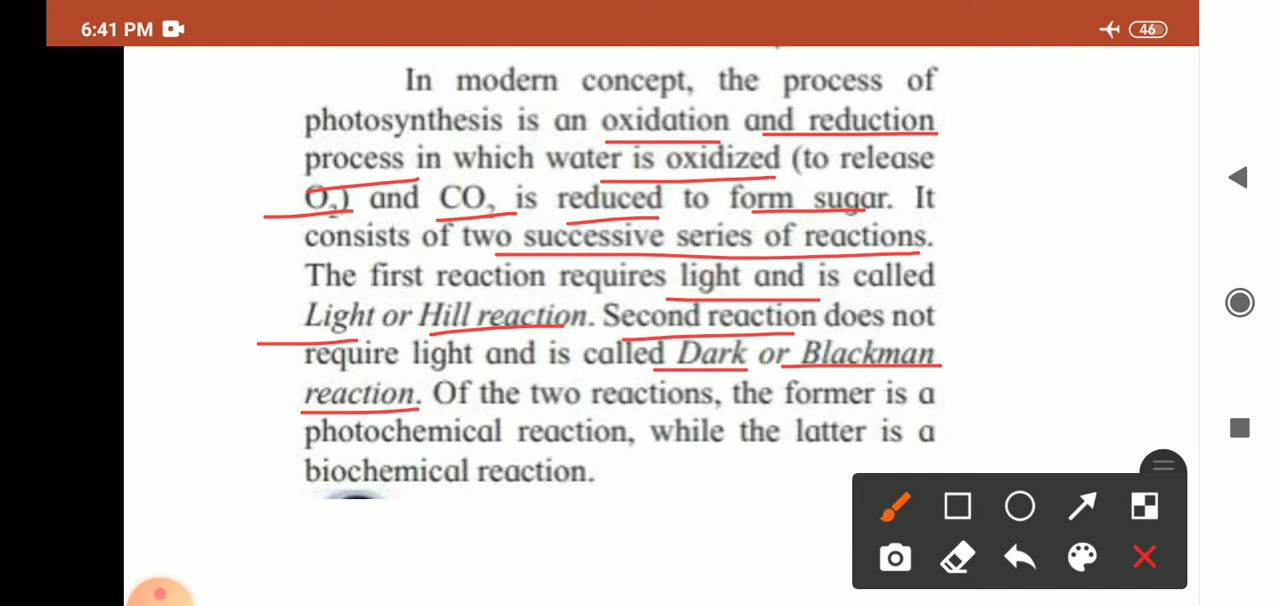 6:41 PM
46
In modern concept, the process of
photosynthesis is an oxidation and reduction
process in which water is oxidized (to release
O₂) and CO₂ is reduced to form sugar. It
consists of two successive series of reactions.
The first reaction requires light and is called
Light or Hill reaction. Second reaction does not
require light and is called Dark or Blackman
reaction. Of the two reactions, the former is a
photochemical reaction, while the latter is a
biochemical reaction.